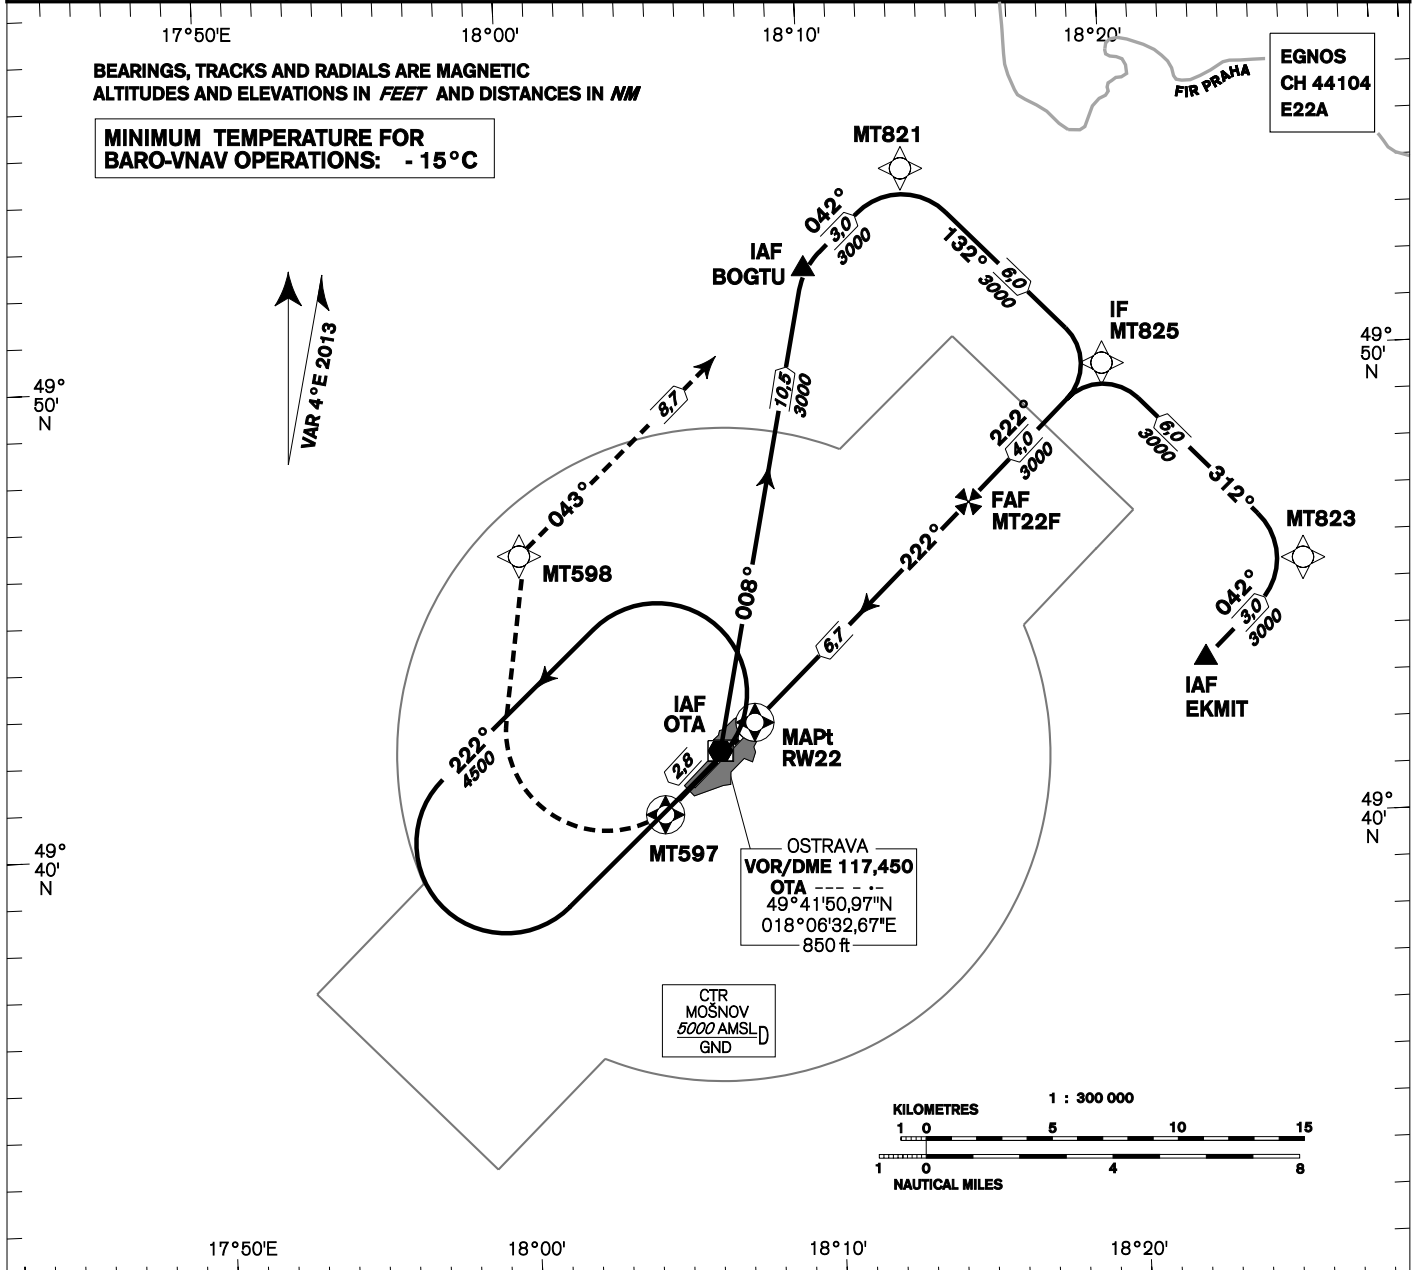 17°50'E
18°00'
18°10'
18°20'
BEARINGS, TRACKS AND RADIALS ARE MAGNETIC
ALTITUDES AND ELEVATIONS IN FEET AND DISTANCES IN NM
MINIMUM TEMPERATURE FOR
BARO-VNAV OPERATIONS: - 15°C
EGNOS
CH 44104
E22A
FIR PRAHA
MT821
042°
3,0
3000
IAF
BOGTU
132°
6,0
3000
IF
MT825
VAR 4°E 2013
49°
50'
N
49°
50'
N
8,7
10,5
3000
222°
4,0
3000
6,0
3000
312°
043°
FAF
MT22F
MT823
222°
MT598
008°
042°
3,0
3000
6,7
IAF
EKMIT
IAF
OTA
222°
4500
2,8
MAPt
RW22
MT597
49°
40'
N
49°
40'
N
OSTRAVA
VOR/DME 117,450
OTA --- - ·-
49°41'50,97"N
018°06'32,67"E
850 ft
CTR
MOŠNOV
5000 AMSL
D
GND
1 : 300 000
KILOMETRES
1 0 5 10 15
1 0 4 8
NAUTICAL MILES
17°50'E
18°00'
18°10'
18°20'